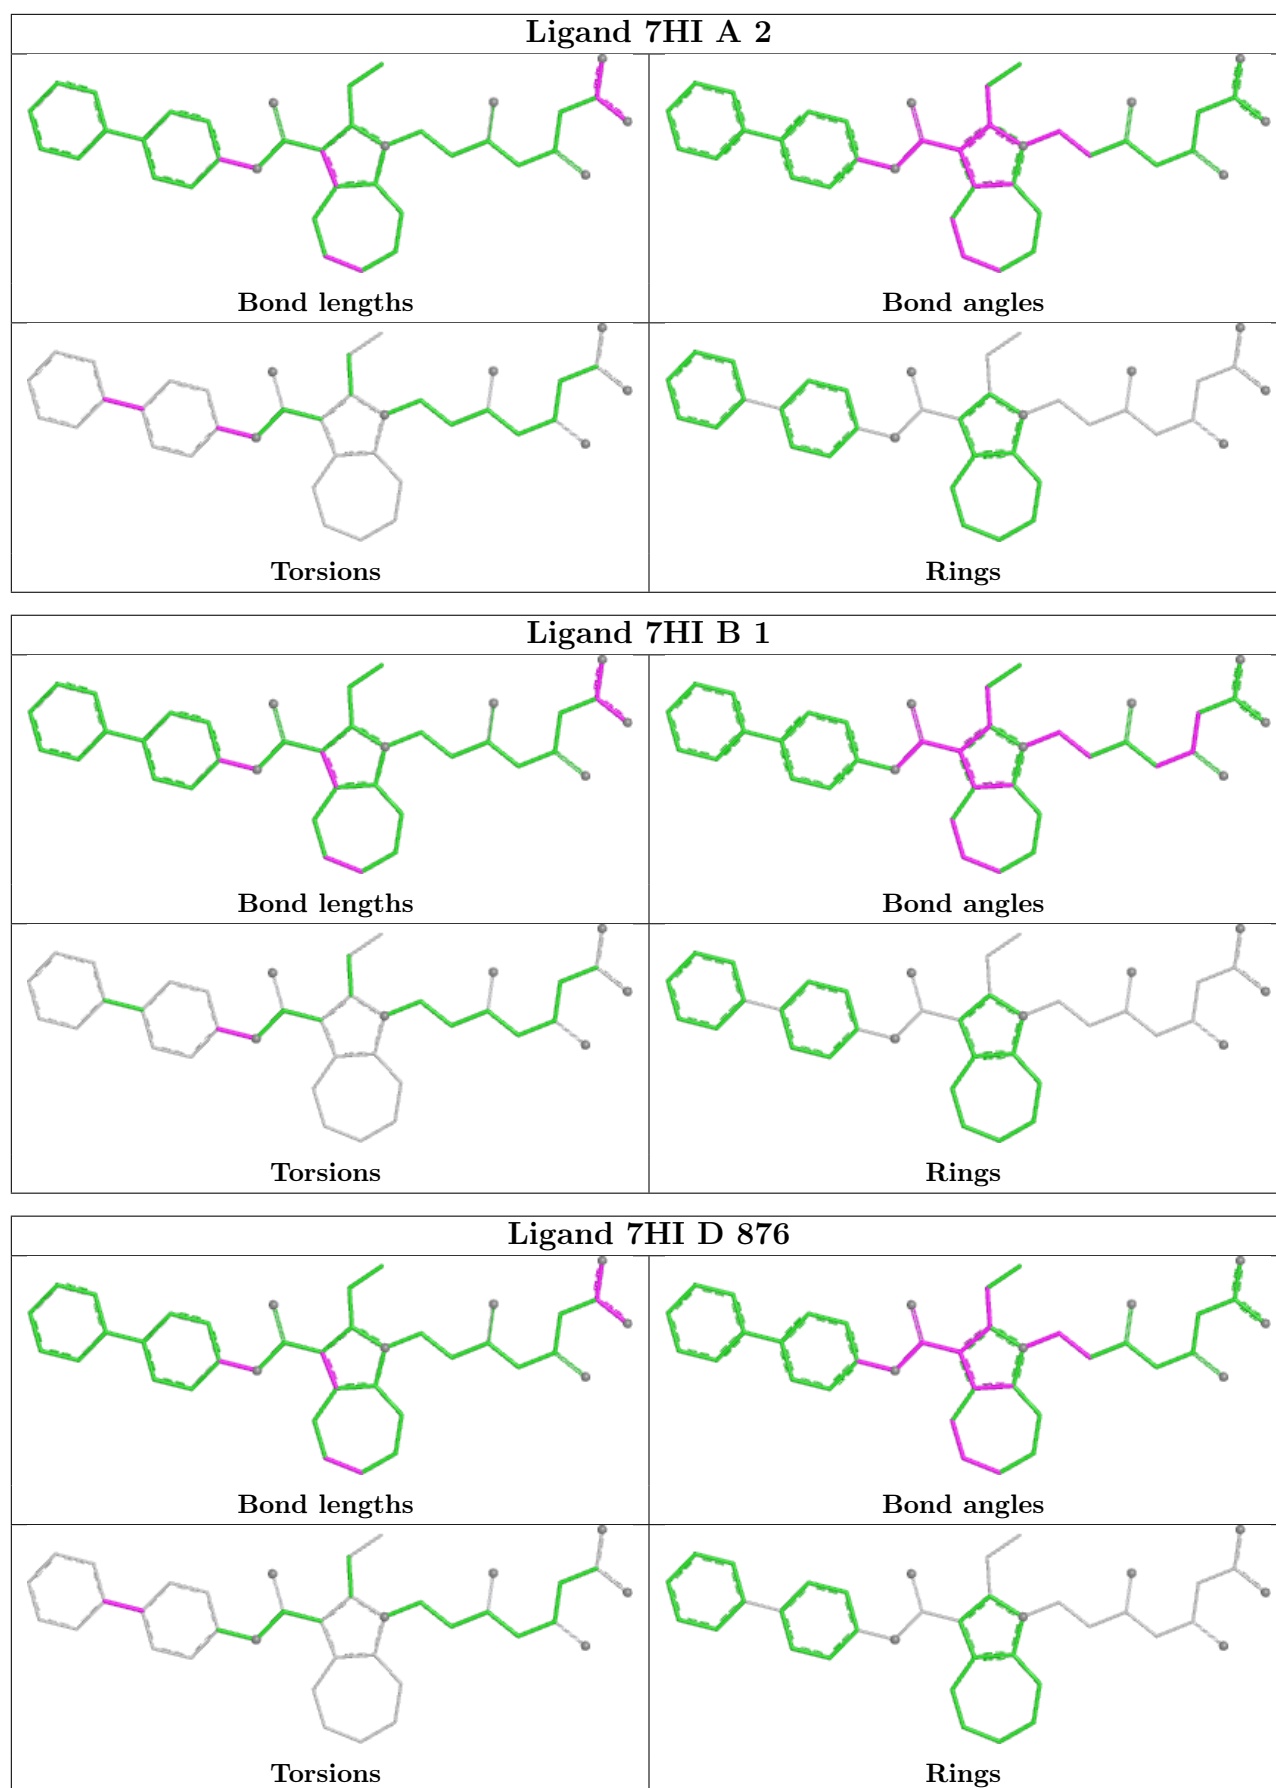 Ligand 7HI A 2
Bond lengths
Bond angles
Torsions
Rings
Ligand 7HI B 1
Bond lengths
Bond angles
Torsions
Rings
Ligand 7HI D 876
Bond lengths
Bond angles
Torsions
Rings